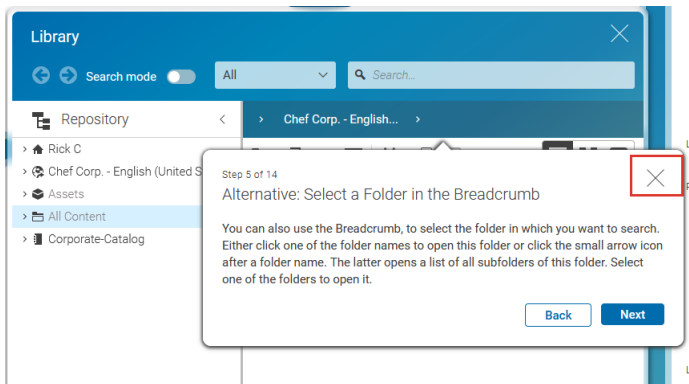 Library
Search mode
All
Search...
Repository
Chef Corp. - English...
Rick C
Chef Corp. - English (United S
Assets
All Content
Corporate-Catalog
Step 5 of 14
Alternative: Select a Folder in the Breadcrumb
You can also use the Breadcrumb, to select the folder in which you want to search.
Either click one of the folder names to open this folder or click the small arrow icon
after a folder name. The latter opens a list of all subfolders of this folder. Select
one of the folders to open it.
Back
Next